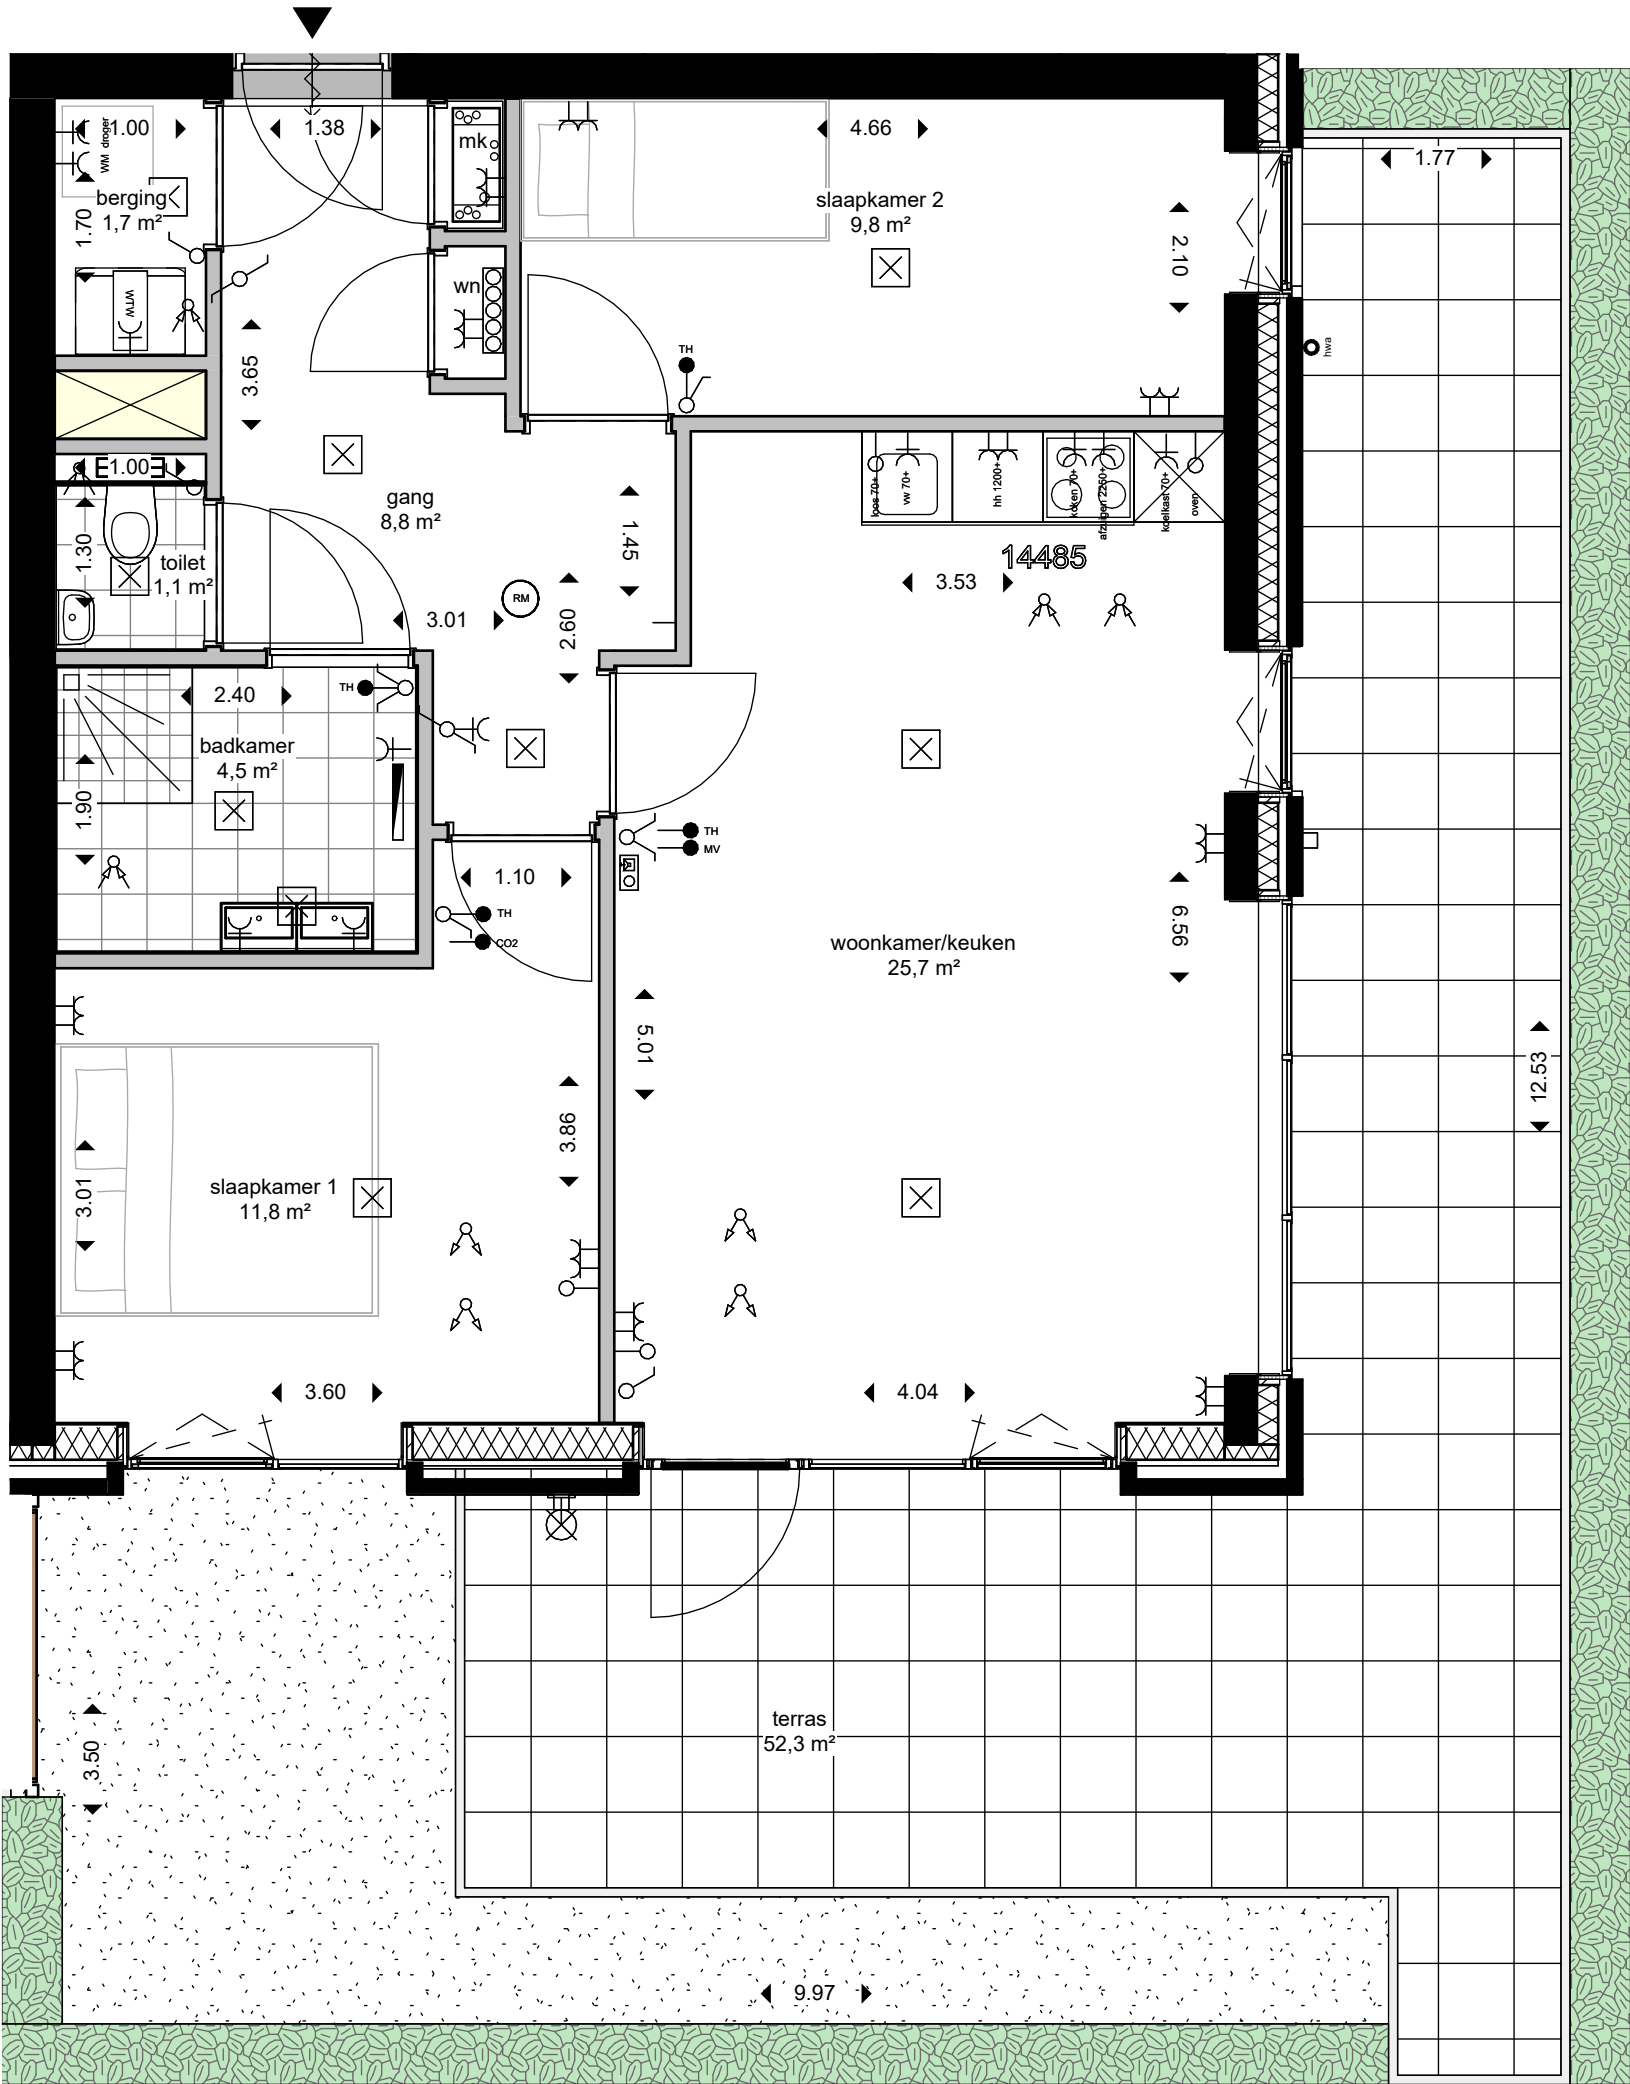 1.00
1.38
mk
4.66
1.77
WM droger
berging
1,7 m²
1.70
slaapkamer 2
9,8 m²
2.10
WTW
wn
3.65
TH
hwa
1.00
gang
8,8 m²
1.45
loos 70+
vw 70+
hh 1200+
koken 70+
afzuigen 2250+
koelkast 70+
oven
14485
1.30
toilet
1,1 m²
RM
3.01
2.60
3.53
2.40
TH
badkamer
4,5 m²
1.90
TH
MV
1.10
TH
CO2
6.56
woonkamer/keuken
25,7 m²
5.01
12.53
3.86
3.01
slaapkamer 1
11,8 m²
3.60
4.04
terras
52,3 m²
3.50
9.97